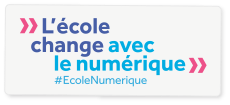 » L'école
change avec
le numérique »
#EcoleNumerique